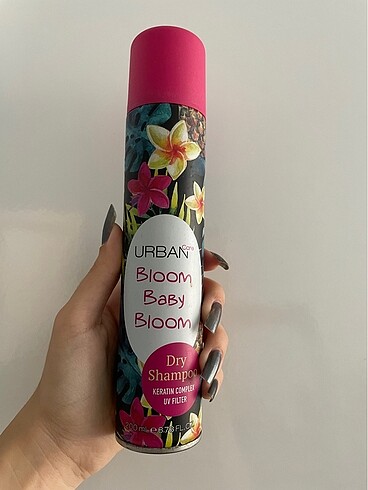 URBAN Care
Bloom
Baby
Bloom
Dry
Shampoo
KERATIN COMPLEX
UV FILTER
200 ml e 6.76 FL.OZ